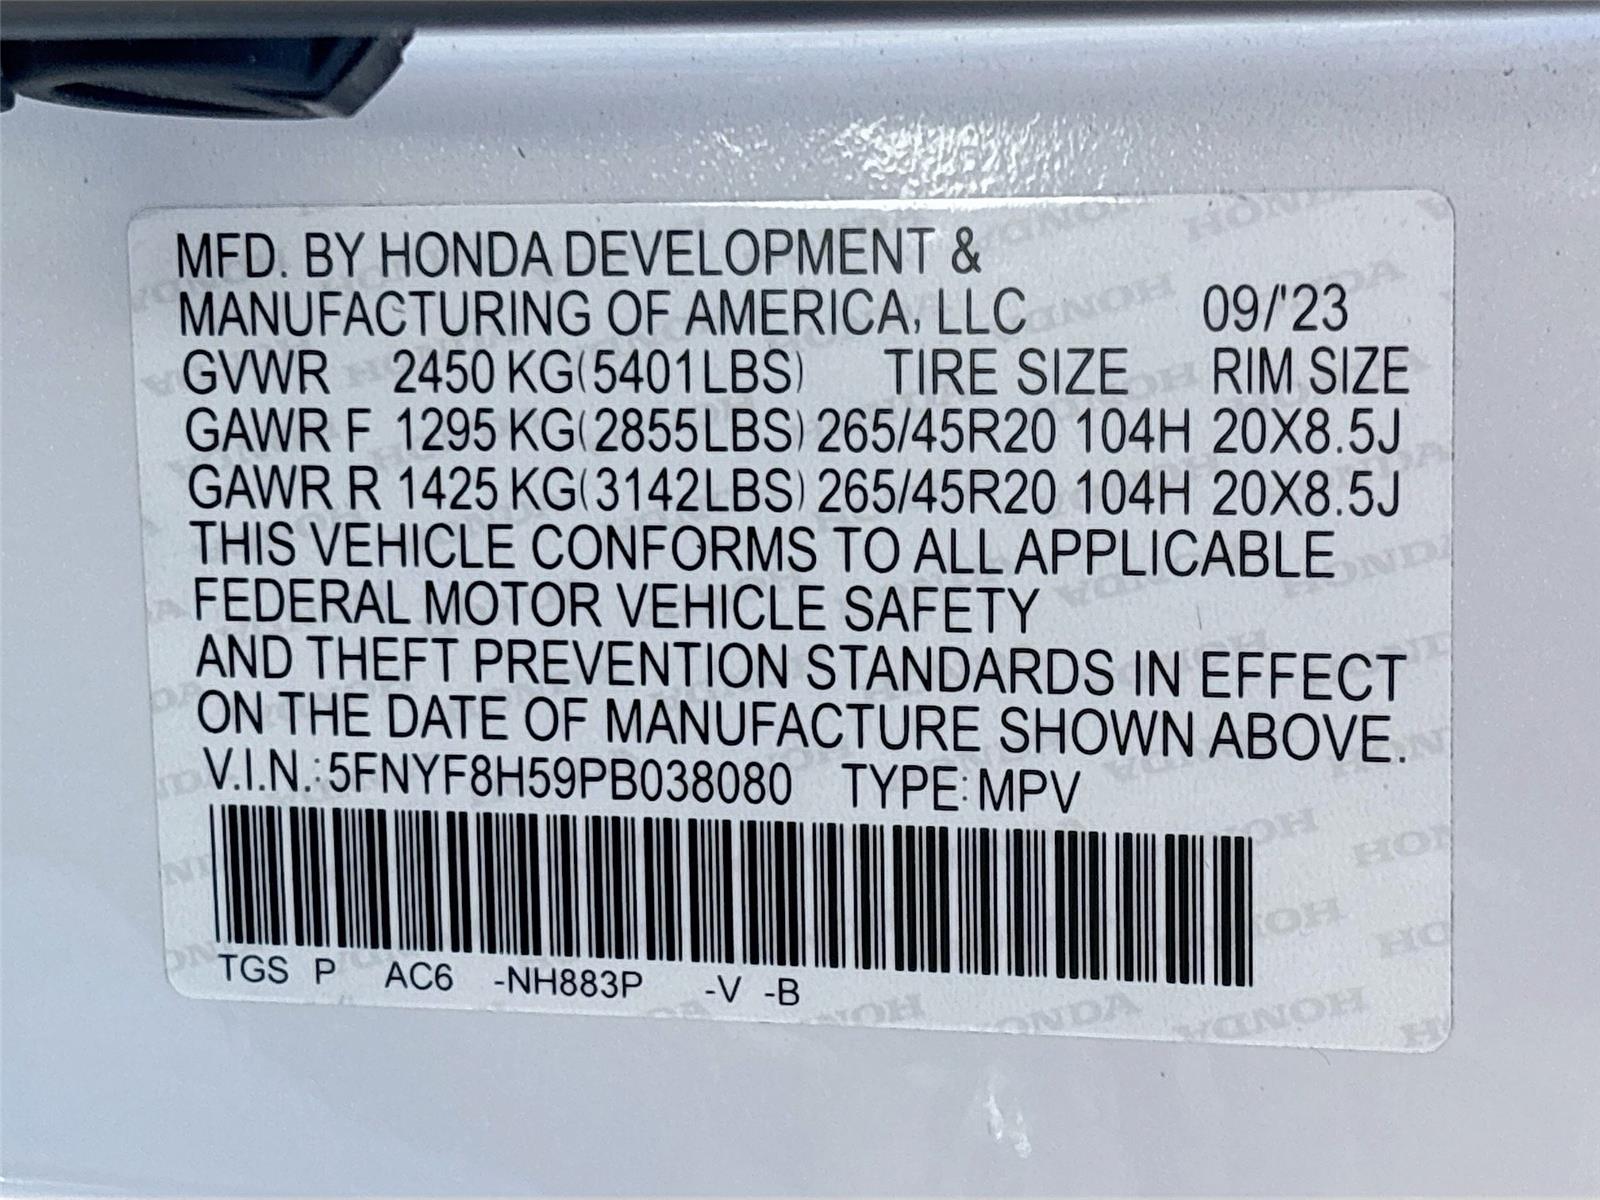 MFD. BY HONDA DEVELOPMENT &
MANUFACTURING OF AMERICA, LLC 09/'23
GVWR 2450 KG(5401LBS) TIRE SIZE RIM SIZE
GAWR F 1295 KG(2855LBS) 265/45R20 104H 20X8.5J
GAWR R 1425 KG(3142LBS) 265/45R20 104H 20X8.5J
THIS VEHICLE CONFORMS TO ALL APPLICABLE
FEDERAL MOTOR VEHICLE SAFETY
AND THEFT PREVENTION STANDARDS IN EFFECT
ON THE DATE OF MANUFACTURE SHOWN ABOVE.
V.I.N.:5FNYF8H59PB038080 TYPE:MPV
TGS P AC6 -NH883P -V -B